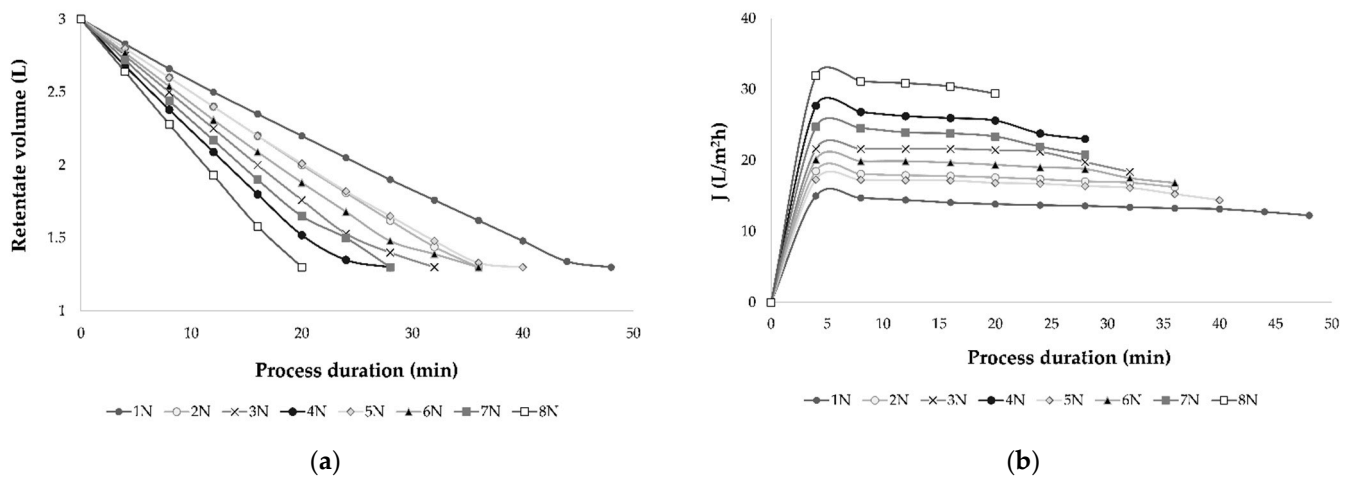 3
2.5
2
1.5
1
Retentate volume (L)
0 10 20 30 40 50
Process duration (min)
1N 2N 3N 4N 5N 6N 7N 8N
(a)
40
30
20
10
0
J (L/m²h)
0 5 10 15 20 25 30 35 40 45 50
Process duration (min)
1N 2N 3N 4N 5N 6N 7N 8N
(b)